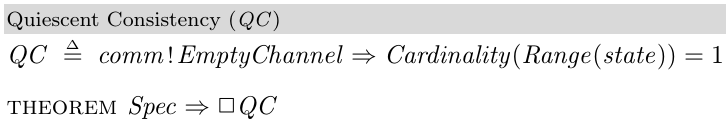 Quiescent Consistency (QC)
QC ≜ comm!EmptyChannel ⇒ Cardinality(Range(state)) = 1
THEOREM Spec ⇒ □QC